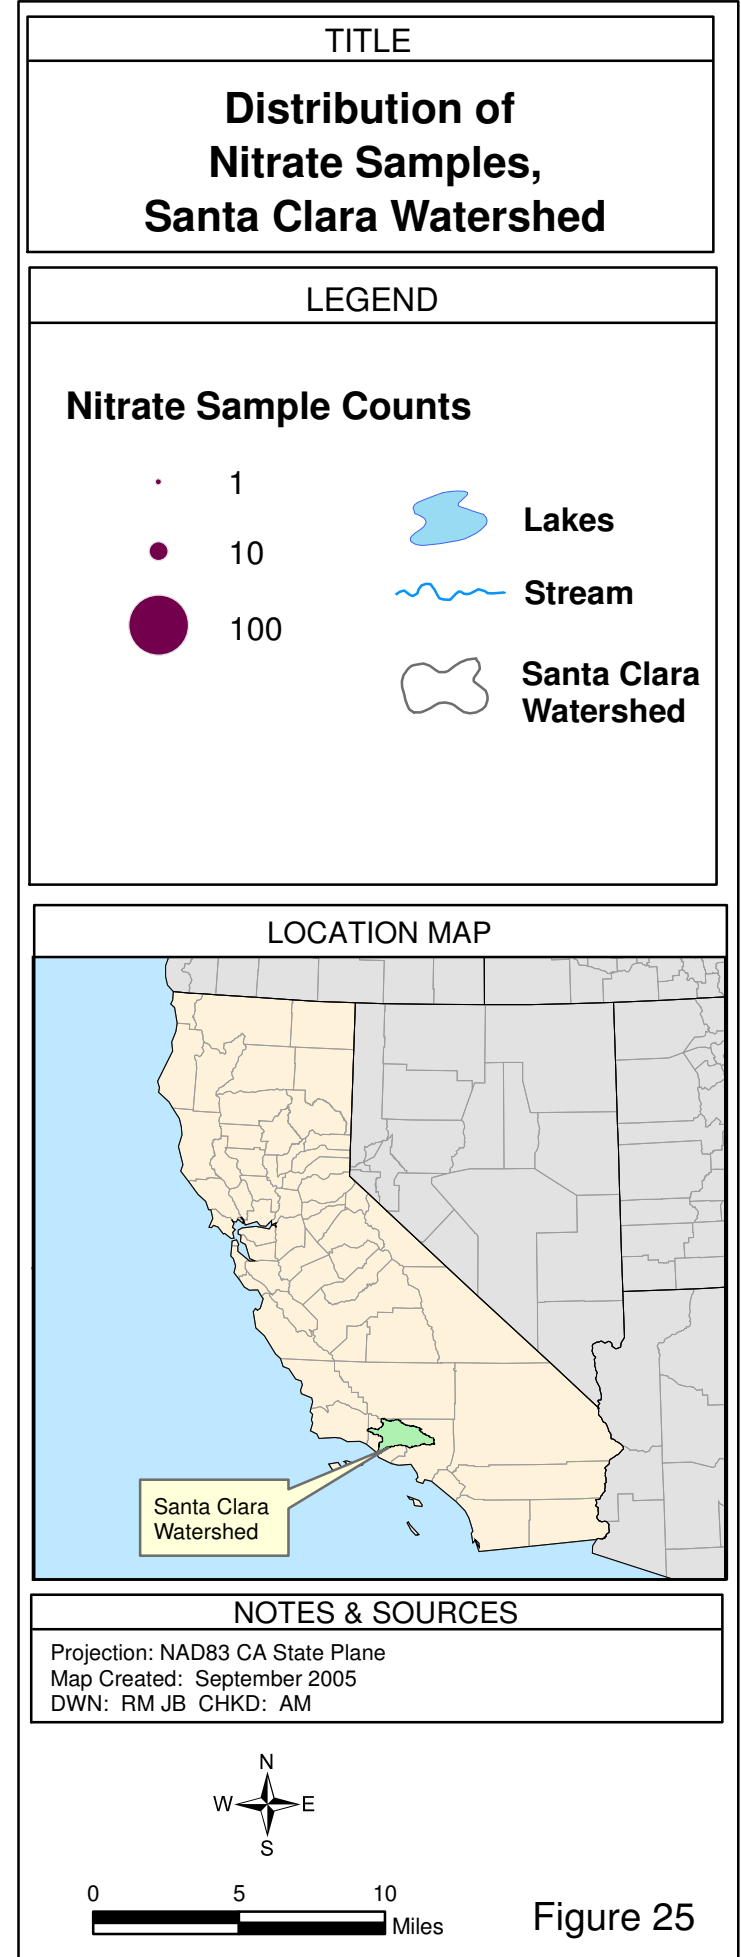 TITLE
Distribution of
Nitrate Samples,
Santa Clara Watershed
LEGEND
Nitrate Sample Counts
1
10
100
Lakes
Stream
Santa Clara
Watershed
LOCATION MAP
Santa Clara
Watershed
NOTES & SOURCES
Projection: NAD83 CA State Plane
Map Created: September 2005
DWN: RM JB CHKD: AM
N
W E
S
0 5 10
Miles
Figure 25